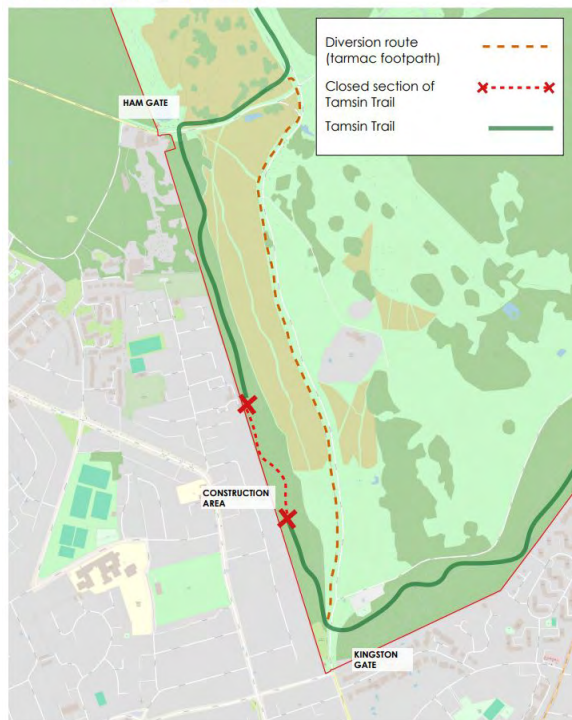 Diversion route
(tarmac footpath)
Closed section of
Tamsin Trail
Tamsin Trail
HAM GATE
CONSTRUCTION
AREA
KINGSTON
GATE